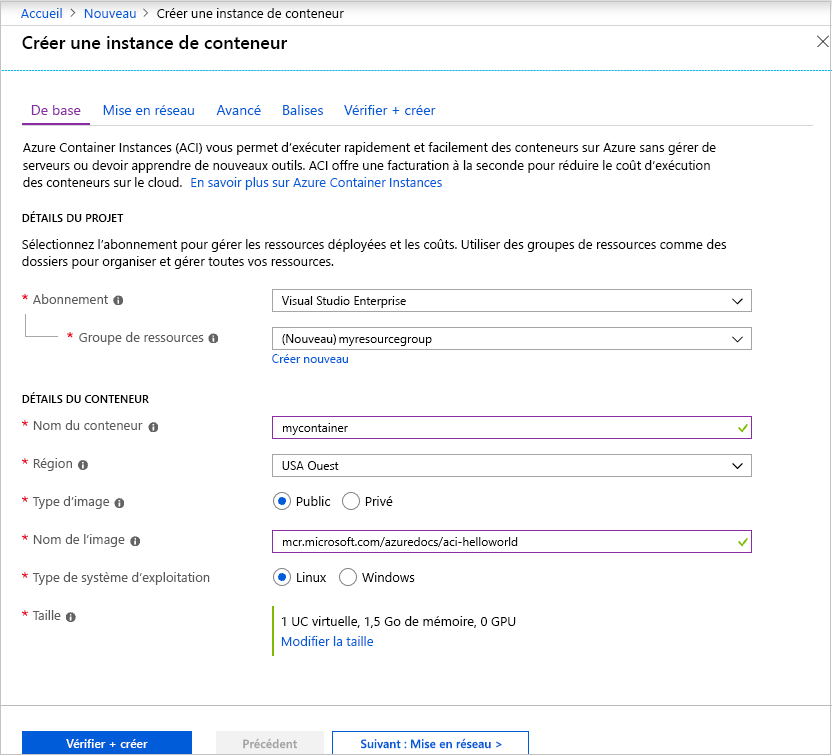 Accueil > Nouveau > Créer une instance de conteneur
Créer une instance de conteneur
De base Mise en réseau Avancé Balises Vérifier + créer
Azure Container Instances (ACI) vous permet d’exécuter rapidement et facilement des conteneurs sur Azure sans gérer de
serveurs ou devoir apprendre de nouveaux outils. ACI offre une facturation à la seconde pour réduire le coût d’exécution
des conteneurs sur le cloud. En savoir plus sur Azure Container Instances
DÉTAILS DU PROJET
Sélectionnez l’abonnement pour gérer les ressources déployées et les coûts. Utiliser des groupes de ressources comme des
dossiers pour organiser et gérer toutes vos ressources.
* Abonnement Visual Studio Enterprise
* Groupe de ressources (Nouveau) myresourcegroup
Créer nouveau
DÉTAILS DU CONTENEUR
* Nom du conteneur mycontainer
* Région USA Ouest
* Type d’image Public Privé
* Nom de l’image mcr.microsoft.com/azuredocs/aci-helloworld
* Type de système d’exploitation Linux Windows
* Taille 1 UC virtuelle, 1,5 Go de mémoire, 0 GPU
Modifier la taille
Vérifier + créer Précédent Suivant : Mise en réseau >